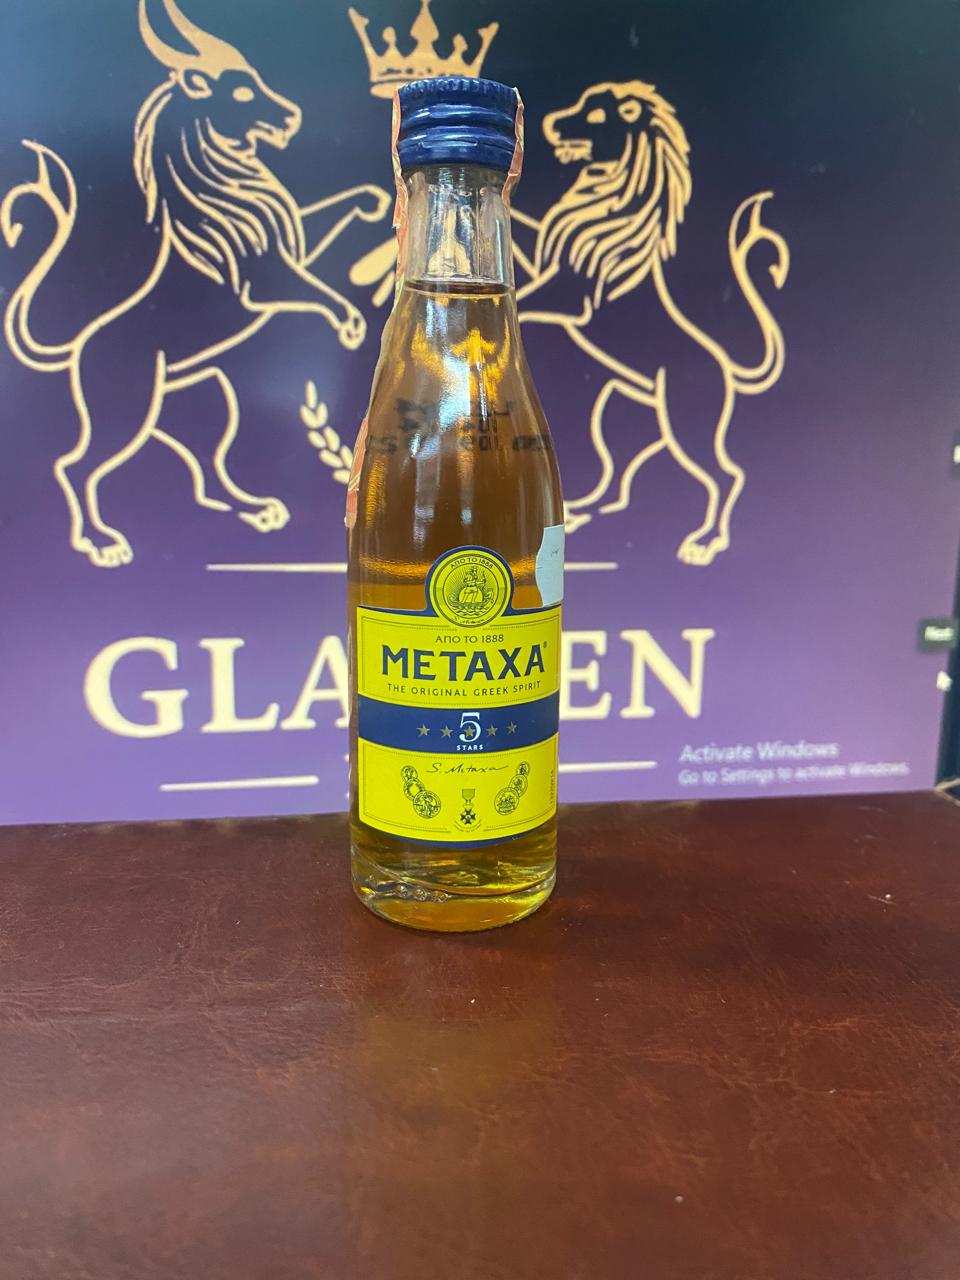 ΑΠΟ ΤΟ 1888
ΑΠΟ ΤΟ 1888
METAXA®
THE ORIGINAL GREEK SPIRIT
5
STARS
S. Metaxa
GLA
EN
Activate Windows
Go to Settings to activate Windows.